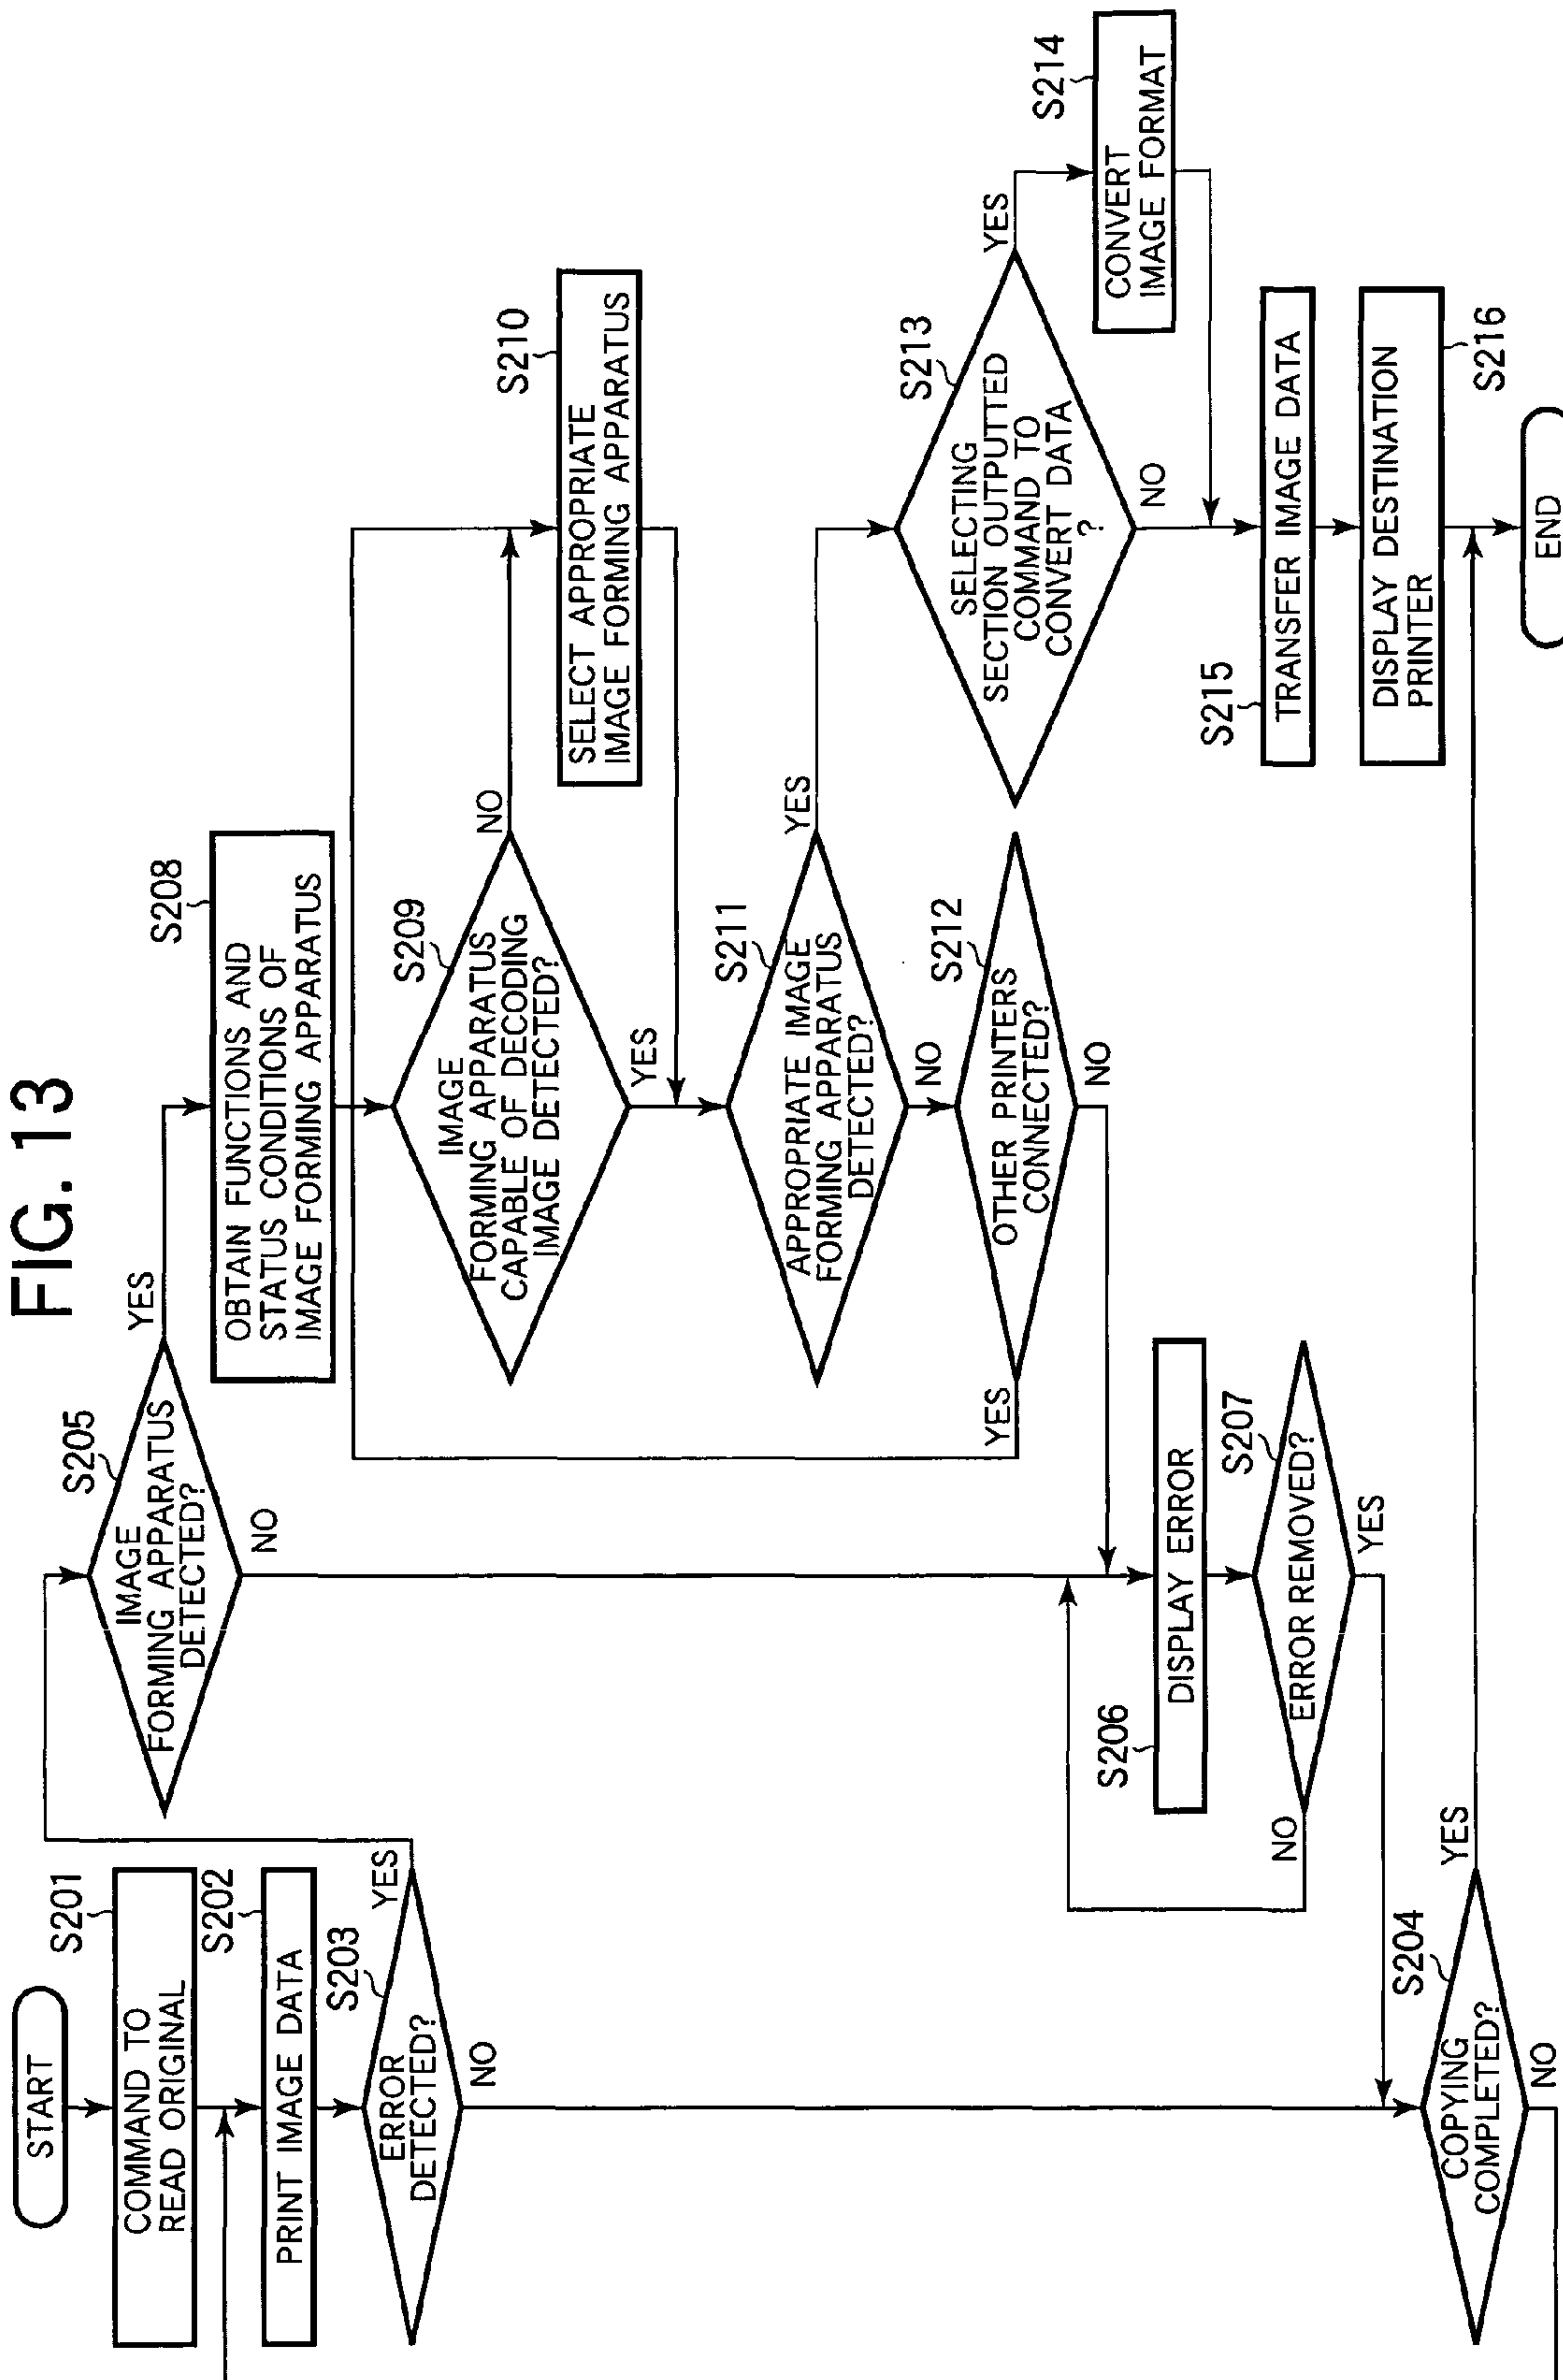 FIG. 13
START
S201
COMMAND TO
READ ORIGINAL
S202
PRINT IMAGE DATA
S203
ERROR
DETECTED?
YES
NO
S204
COPYING
COMPLETED?
YES
NO
S205
IMAGE
FORMING APPARATUS
DETECTED?
YES
NO
S206
DISPLAY ERROR
S207
ERROR REMOVED?
NO
YES
S208
OBTAIN FUNCTIONS AND
STATUS CONDITIONS OF
IMAGE FORMING APPARATUS
S209
IMAGE
FORMING APPARATUS
CAPABLE OF DECODING
IMAGE DETECTED?
NO
YES
S210
SELECT APPROPRIATE
IMAGE FORMING APPARATUS
S211
APPROPRIATE IMAGE
FORMING APPARATUS
DETECTED?
YES
NO
S212
OTHER PRINTERS
CONNECTED?
YES
NO
S213
SELECTING
SECTION OUTPUTTED
COMMAND TO
CONVERT DATA
?
YES
NO
S214
CONVERT
IMAGE FORMAT
S215
TRANSFER IMAGE DATA
DISPLAY DESTINATION
PRINTER
S216
END